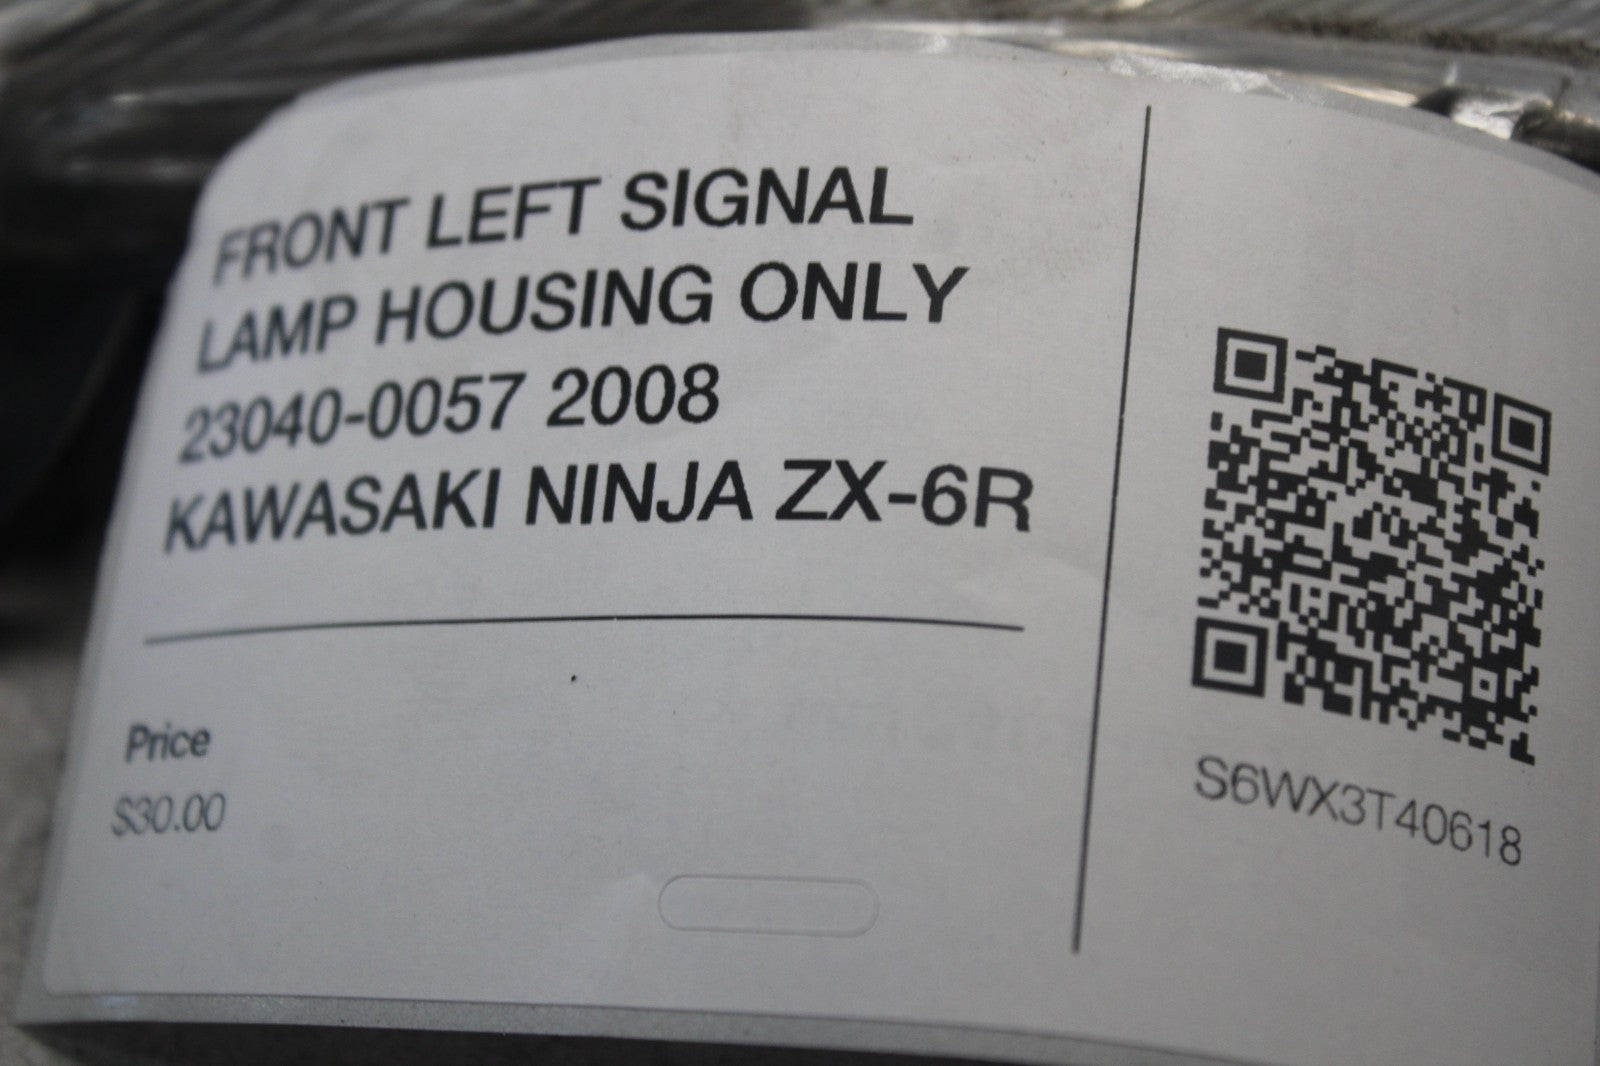 FRONT LEFT SIGNAL
LAMP HOUSING ONLY
23040-0057 2008
KAWASAKI NINJA ZX-6R
Price
$30.00
S6WX3T40618